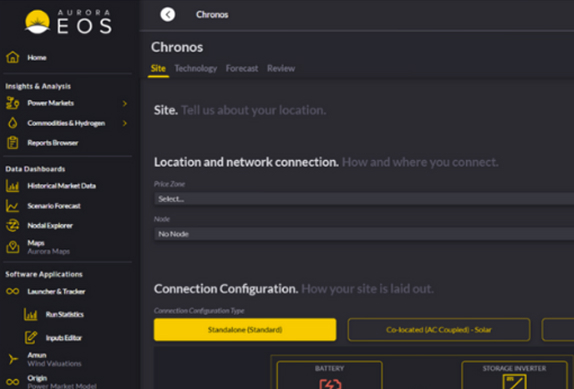 AURORA
EOS
Home
Insights & Analysis
Power Markets
Commodities & Hydrogen
Reports Browser
Data Dashboards
Historical Market Data
Scenario Forecast
Nodal Explorer
Maps
Aurora Maps
Software Applications
Launcher & Tracker
Run Statistics
Inputs Editor
Amun
Wind Valuations
Origin
Power Market Model
Chronos
Chronos
Site Technology Forecast Review
Site. Tell us about your location.
Location and network connection. How and where you connect.
Price Zone
Select...
Node
No Node
Connection Configuration. How your site is laid out.
Connection Configuration Type
Standalone (Standard) Co-located (AC Coupled) - Solar
BATTERY STORAGE INVERTER